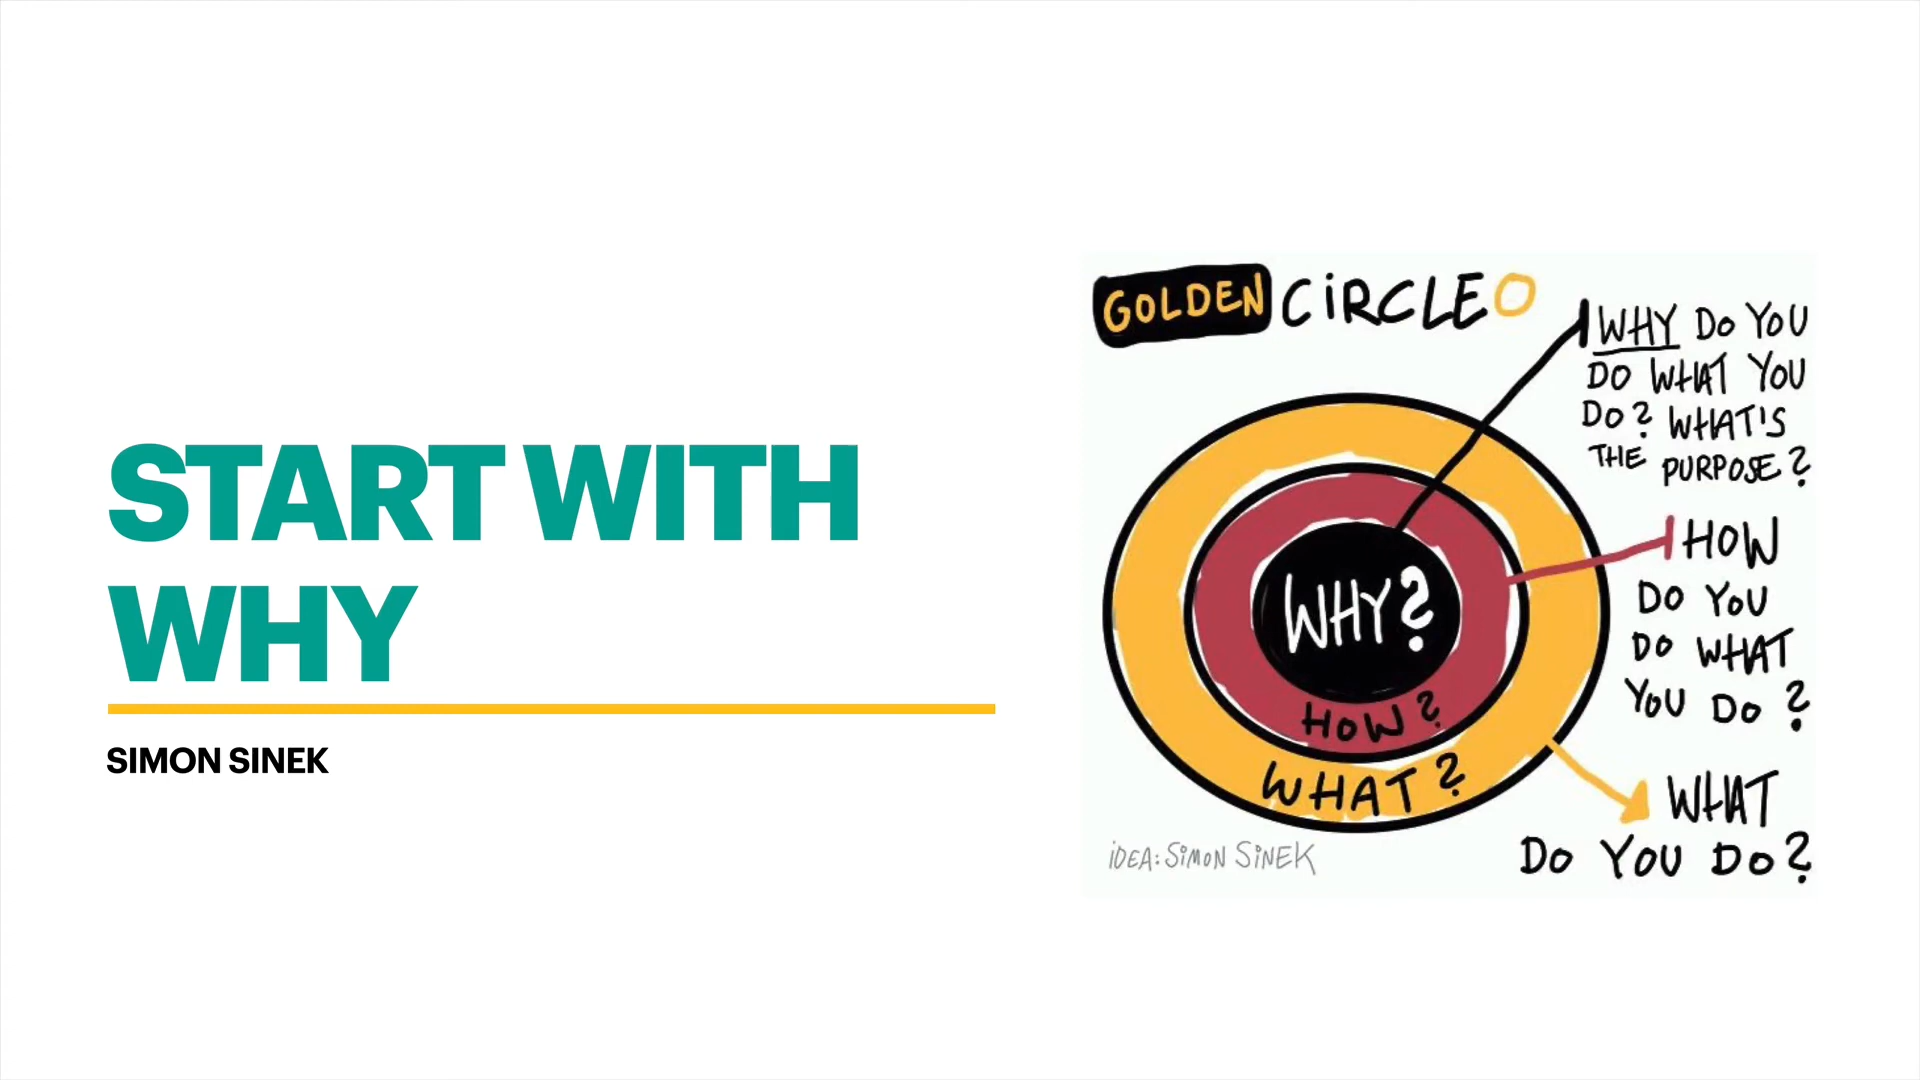 START WITH
WHY
SIMON SINEK
GOLDEN CiRCLE
WHY DO YOU
DO WHAT YOU
DO? WHAT'S
THE PURPOSE?
HOW
DO YOU
DO WHAT
YOU DO?
WHY?
HOW?
WHAT?
WHAT
DO YOU DO?
iDEA: SiMON SiNEK